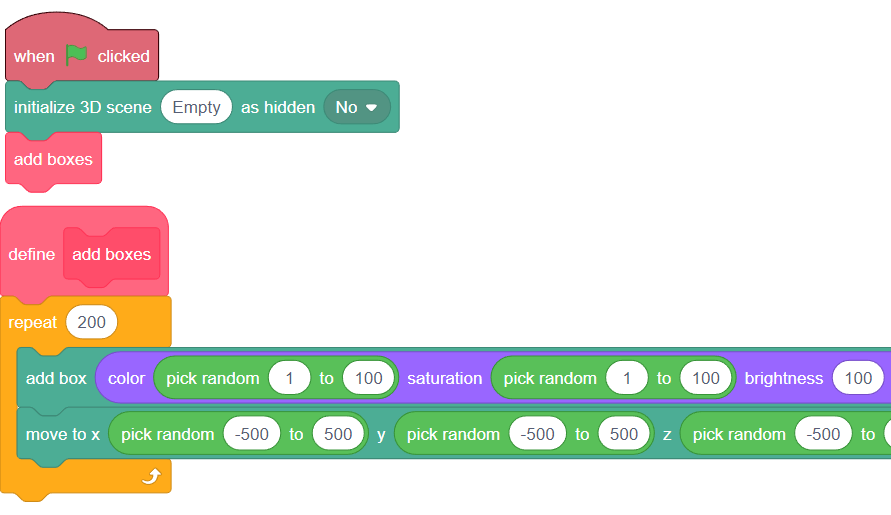 when clicked
initialize 3D scene Empty as hidden No
add boxes
define add boxes
repeat 200
add box color pick random 1 to 100 saturation pick random 1 to 100 brightness 100
move to x pick random -500 to 500 y pick random -500 to 500 z pick random -500 to